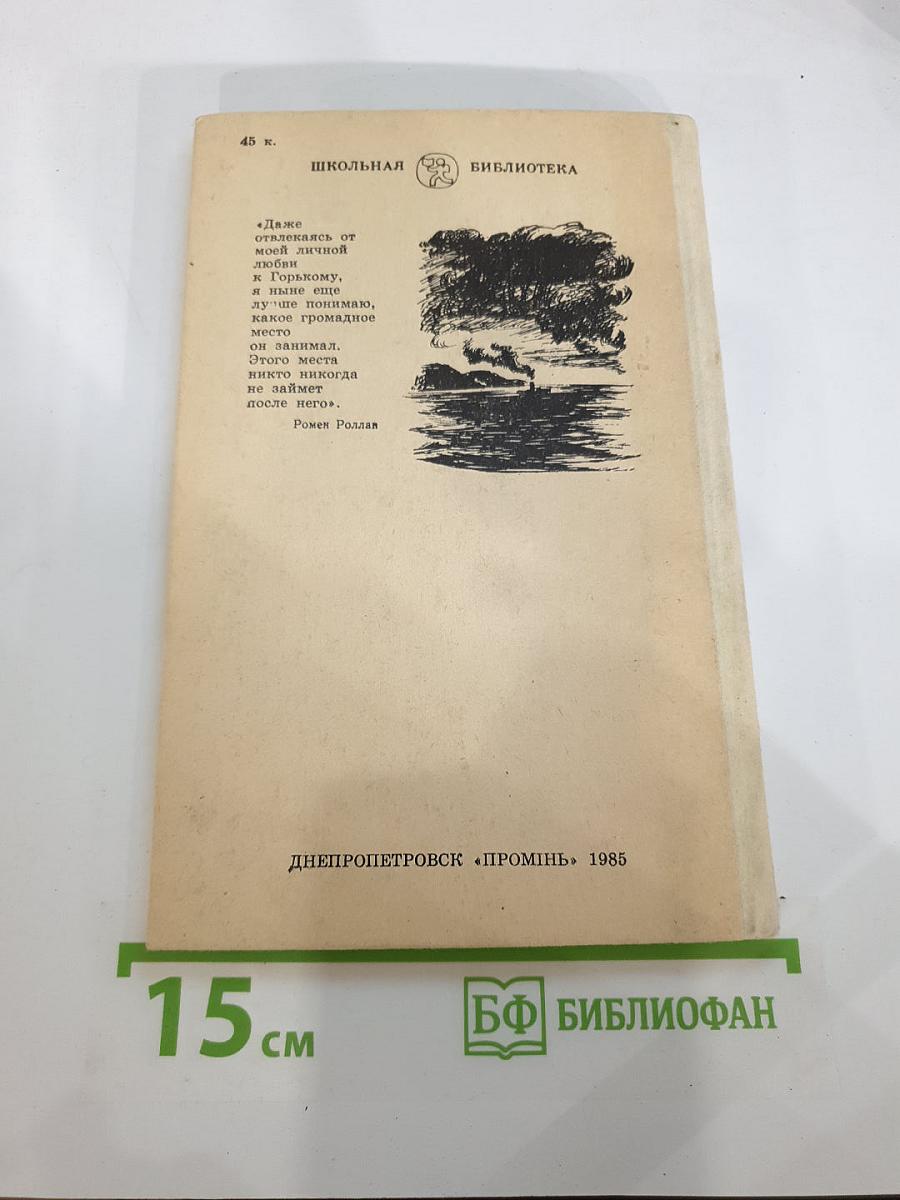 45 к.
ШКОЛЬНАЯ БИБЛИОТЕКА
«Даже
отвлекаясь от
моей личной
любви
к Горькому,
я ныне еще
лучше понимаю,
какое громадное
место
он занимал.
Этого места
никто никогда
не займет
после него».
Ромен Роллан
ДНЕПРОПЕТРОВСК «ПРОМІНЬ» 1985
15 см
БФ БИБЛИОФАН